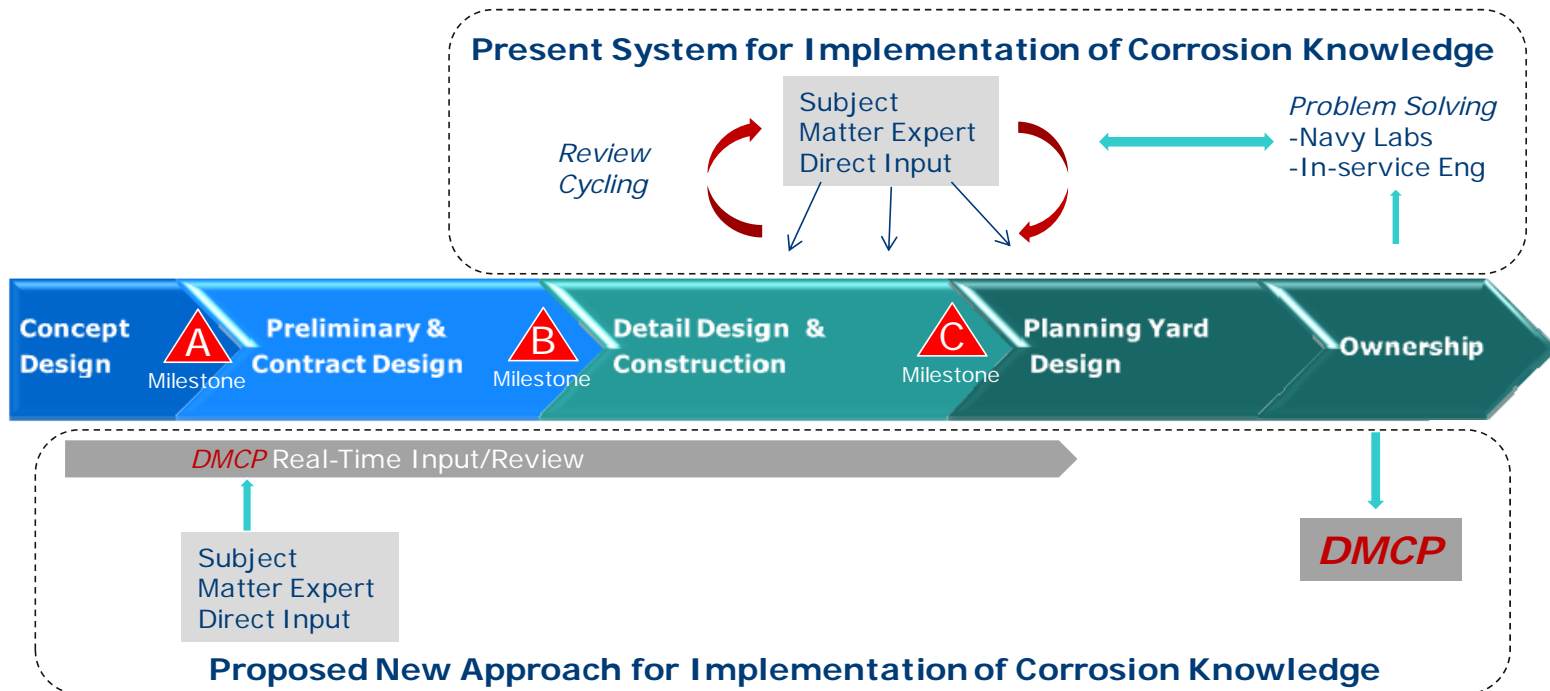 Present System for Implementation of Corrosion Knowledge
Subject
Matter Expert
Direct Input
Review
Cycling
Problem Solving
-Navy Labs
-In-service Eng
Concept
Design
A
Milestone
Preliminary &
Contract Design
B
Milestone
Detail Design &
Construction
C
Milestone
Planning Yard
Design
Ownership
DMCP Real-Time Input/Review
Subject
Matter Expert
Direct Input
DMCP
Proposed New Approach for Implementation of Corrosion Knowledge